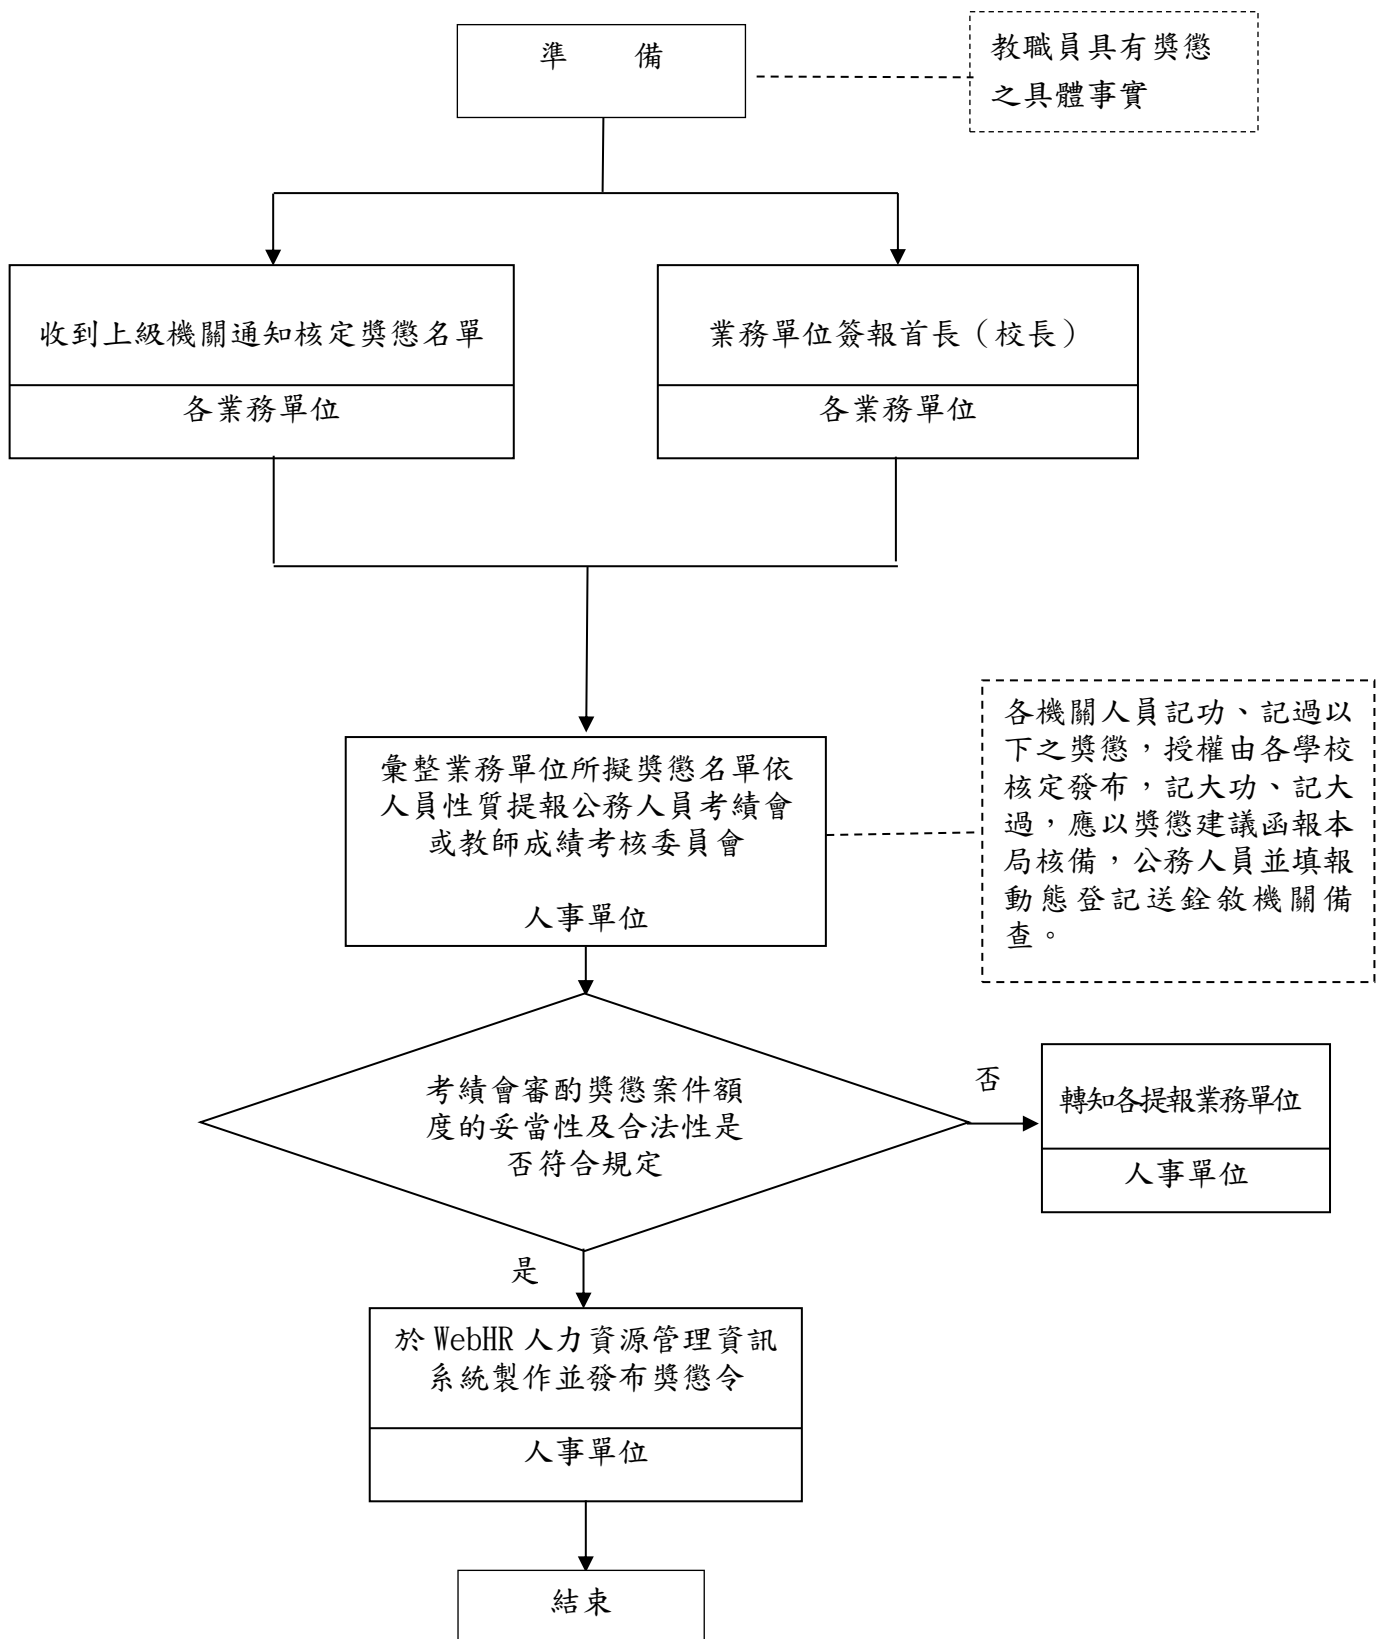 準　　備
教職員具有獎懲
之具體事實
收到上級機關通知核定獎懲名單
各業務單位
業務單位簽報首長（校長）
各業務單位
彙整業務單位所擬獎懲名單依
人員性質提報公務人員考績會
或教師成績考核委員會
人事單位
各機關人員記功、記過以
下之獎懲，授權由各學校
核定發布，記大功、記大
過，應以獎懲建議函報本
局核備，公務人員並填報
動態登記送銓敘機關備
查。
考績會審酌獎懲案件額
度的妥當性及合法性是
否符合規定
否
轉知各提報業務單位
人事單位
是
於 WebHR 人力資源管理資訊
系統製作並發布獎懲令
人事單位
結束